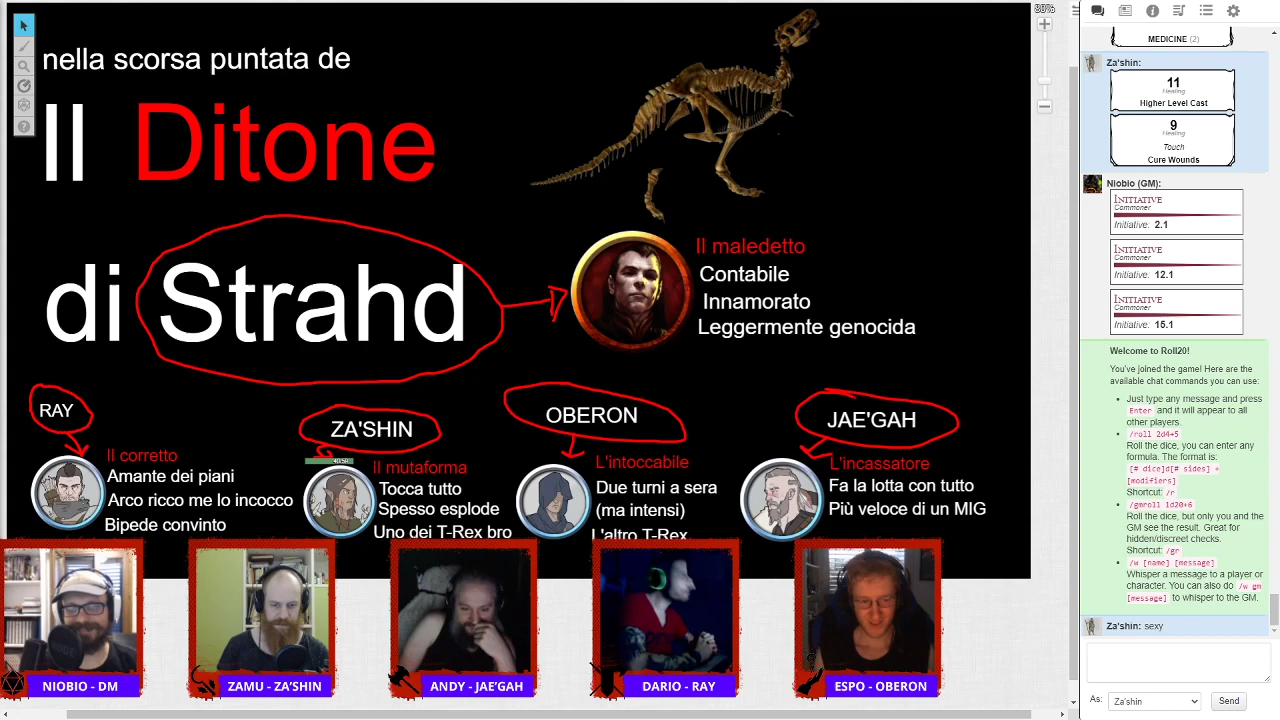 nella scorsa puntata de
Il Ditone
di Strahd
Il maledetto
Contabile
Innamorato
Leggermente genocida
RAY
Il corretto
Amante dei piani
Arco ricco me lo incocco
Bipede convinto
ZA'SHIN
Il mutaforma
Tocca tutto
Spesso esplode
Uno dei T-Rex bro
OBERON
L'intoccabile
Due turni a sera
(ma intensi)
L'altro T-Rex
JAE'GAH
L'incassatore
Fa la lotta con tutto
Più veloce di un MIG
NIOBIO - DM
ZAMU - ZA'SHIN
ANDY - JAE'GAH
DARIO - RAY
ESPO - OBERON
88%
MEDICINE (2)
Za'shin:
11
Healing
Higher Level Cast
9
Healing
Touch
Cure Wounds
Niobio (GM):
INITIATIVE
Commoner
Initiative: 2.1
INITIATIVE
Commoner
Initiative: 12.1
INITIATIVE
Commoner
Initiative: 15.1
Welcome to Roll20!
You've joined the game! Here are the
available chat commands you can use:
Just type any message and press
Enter and it will appear to all
other players.
/roll 2d4+5
Roll the dice, you can enter any
formula. The format is:
[# dice]d[# sides] +
[modifiers]
Shortcut: /r
/gmroll 1d20+6
Roll the dice, but only you and the
GM see the result. Great for
hidden/discreet checks.
Shortcut: /gr
/w [name] [message]
Whisper a message to a player or
character. You can also do /w gm
[message] to whisper to the GM.
Za'shin: sexy
As: Za'shin
Send